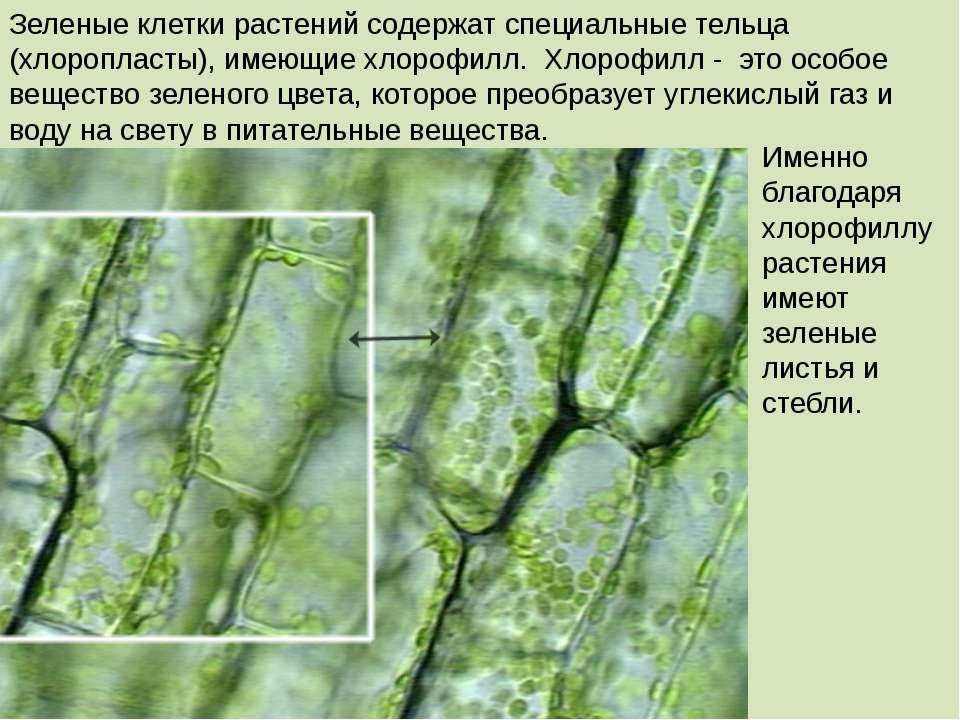 Зеленые клетки растений содержат специальные тельца
(хлоропласты), имеющие хлорофилл.  Хлорофилл -  это особое
вещество зеленого цвета, которое преобразует углекислый газ и
воду на свету в питательные вещества.
Именно
благодаря
хлорофиллу
растения
имеют
зеленые
листья и
стебли.